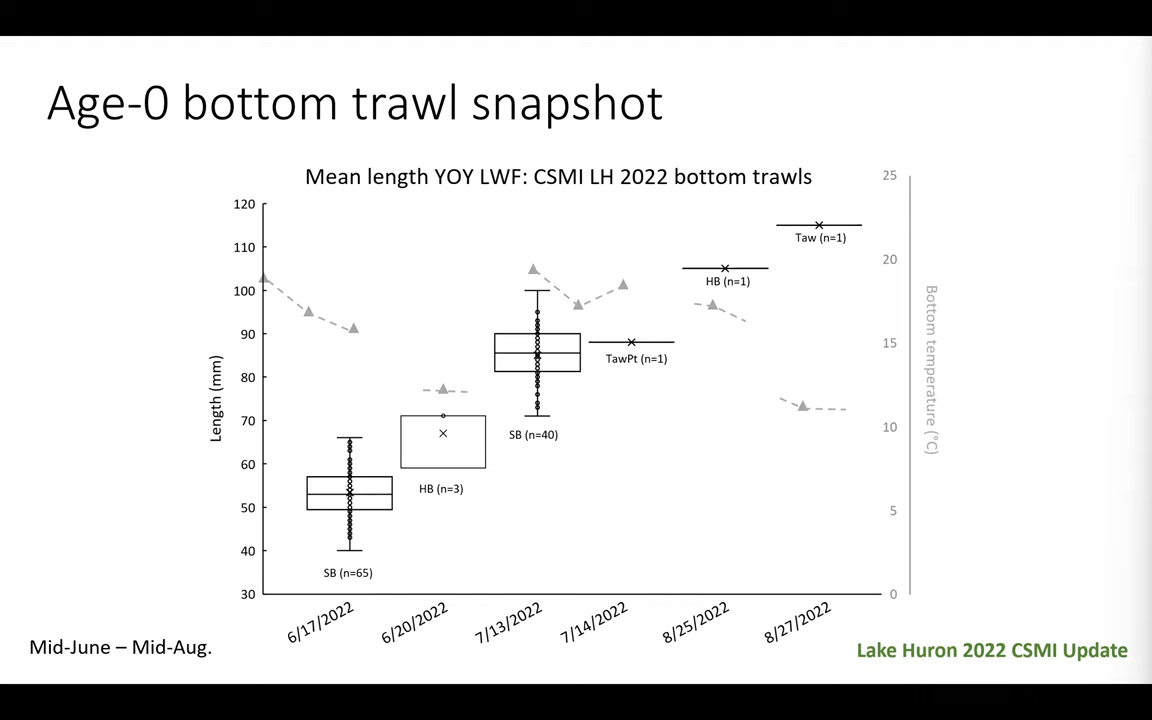 Age-0 bottom trawl snapshot
Mean length YOY LWF: CSMI LH 2022 bottom trawls
Length (mm)
120
110
100
90
80
70
60
50
40
30
SB (n=65)
HB (n=3)
SB (n=40)
TawPt (n=1)
HB (n=1)
Taw (n=1)
25
20
15
10
5
0
Bottom temperature (°C)
6/17/2022
6/20/2022
7/13/2022
7/14/2022
8/25/2022
8/27/2022
Mid-June – Mid-Aug.
Lake Huron 2022 CSMI Update